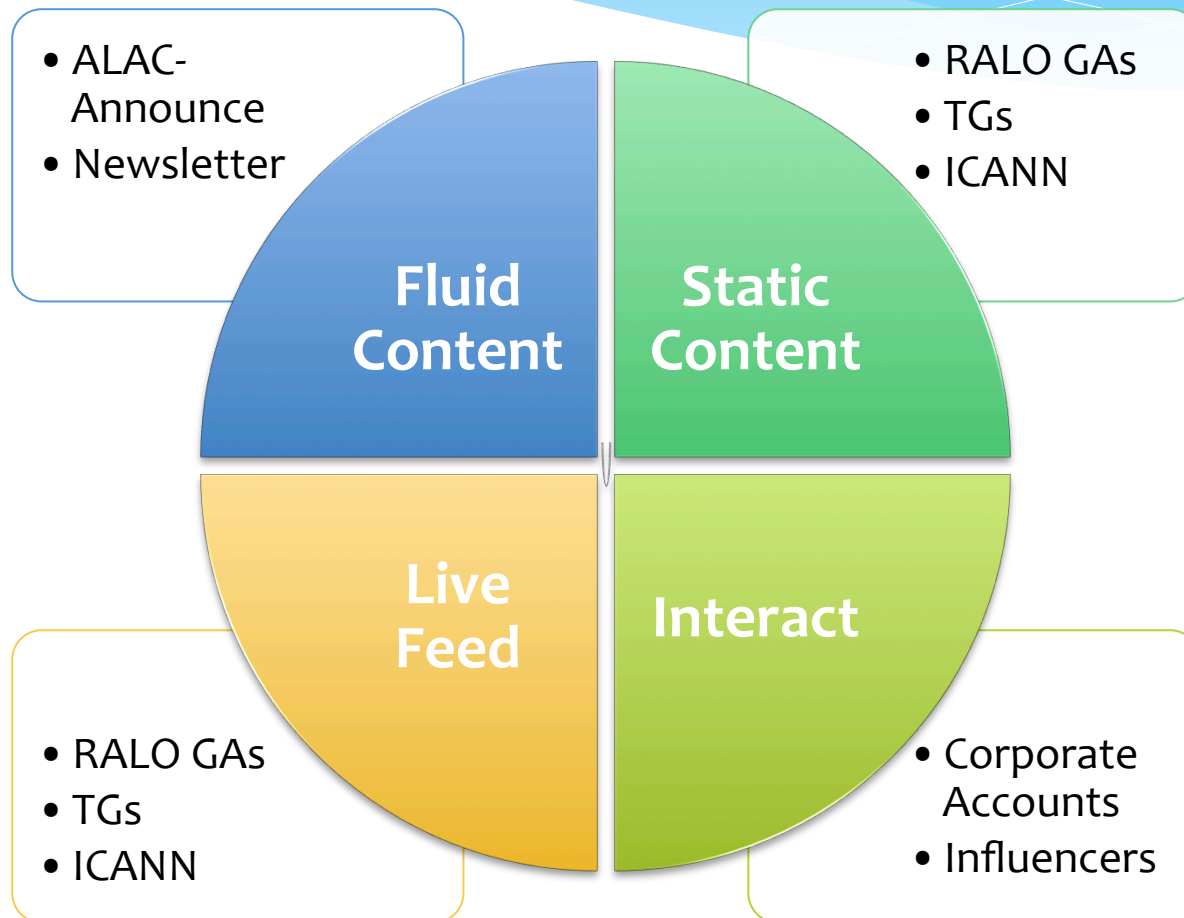 • ALAC-
Announce
• Newsletter
• RALO GAs
• TGs
• ICANN
Fluid
Content
Static
Content
Live
Feed
Interact
• RALO GAs
• TGs
• ICANN
• Corporate
Accounts
• Influencers